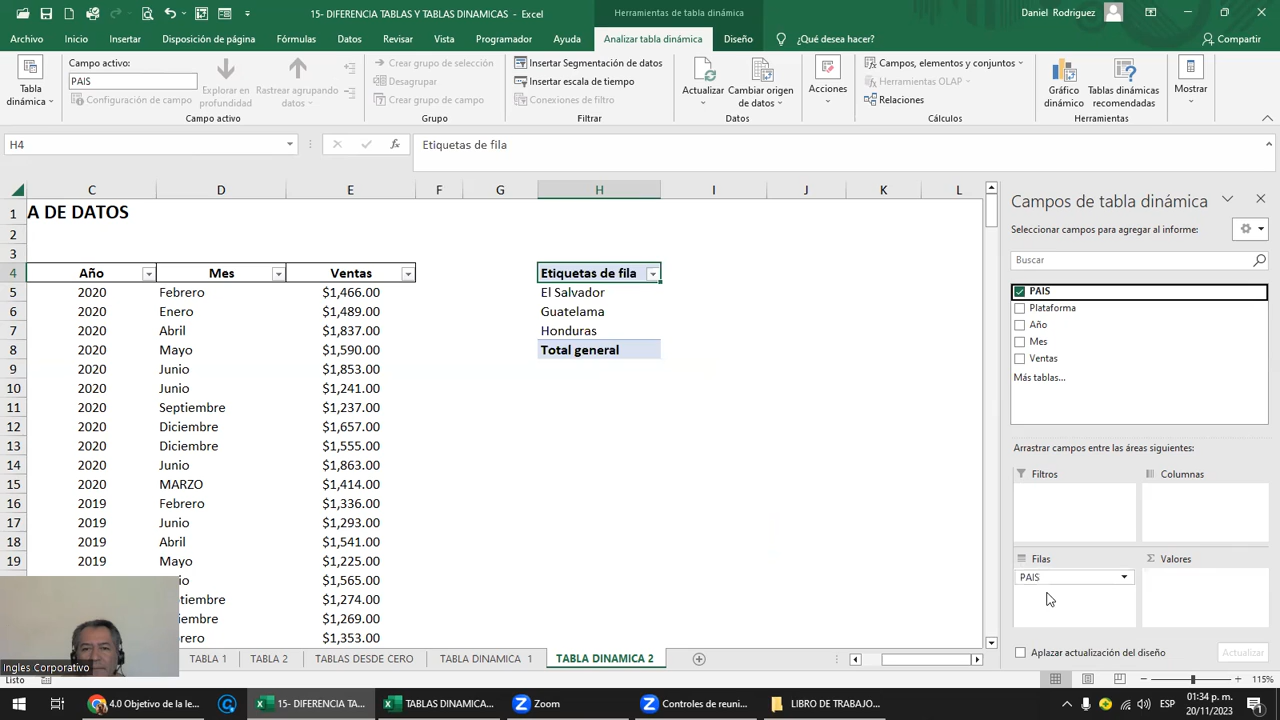 15- DIFERENCIA TABLAS Y TABLAS DINAMICAS - Excel
Herramientas de tabla dinámica
Daniel Rodriguez
Archivo Inicio Insertar Disposición de página Fórmulas Datos Revisar Vista Programador Ayuda Analizar tabla dinámica Diseño ¿Qué desea hacer? Compartir
Tabla dinámica
Campo activo:
PAIS
Configuración de campo
Explorar en profundidad
Rastrear agrupando datos
Campo activo
Crear grupo de selección
Desagrupar
Crear grupo de campo
Grupo
Insertar Segmentación de datos
Insertar escala de tiempo
Conexiones de filtro
Filtrar
Actualizar
Cambiar origen de datos
Datos
Acciones
Campos, elementos y conjuntos
Herramientas OLAP
Relaciones
Cálculos
Gráfico dinámico
Tablas dinámicas recomendadas
Herramientas
Mostrar
H4
Etiquetas de fila
C D E F G H I J K L
1 A DE DATOS
2
3
4 Año Mes Ventas Etiquetas de fila
5 2020 Febrero $1,466.00 El Salvador
6 2020 Enero $1,489.00 Guatelama
7 2020 Abril $1,837.00 Honduras
8 2020 Mayo $1,590.00 Total general
9 2020 Junio $1,853.00
10 2020 Junio $1,241.00
11 2020 Septiembre $1,237.00
12 2020 Diciembre $1,657.00
13 2020 Diciembre $1,555.00
14 2020 Junio $1,863.00
15 2020 MARZO $1,414.00
16 2019 Febrero $1,336.00
17 2019 Junio $1,293.00
18 2019 Abril $1,541.00
19 2019 Mayo $1,225.00
$1,565.00
$1,274.00
$1,269.00
$1,353.00
Campos de tabla dinámica
Seleccionar campos para agregar al informe:
Buscar
PAIS
Plataforma
Año
Mes
Ventas
Más tablas...
Arrastrar campos entre las áreas siguientes:
Filtros Columnas
Filas Valores
PAIS
Aplazar actualización del diseño Actualizar
Ingles Corporativo
TABLA 1 TABLA 2 TABLAS DESDE CERO TABLA DINAMICA 1 TABLA DINAMICA 2
Listo
115%
4.0 Objetivo de la le...
15- DIFERENCIA TA...
TABLAS DINAMICA...
Zoom
Controles de reuni...
LIBRO DE TRABAJO...
ESP
01:34 p. m.
20/11/2023